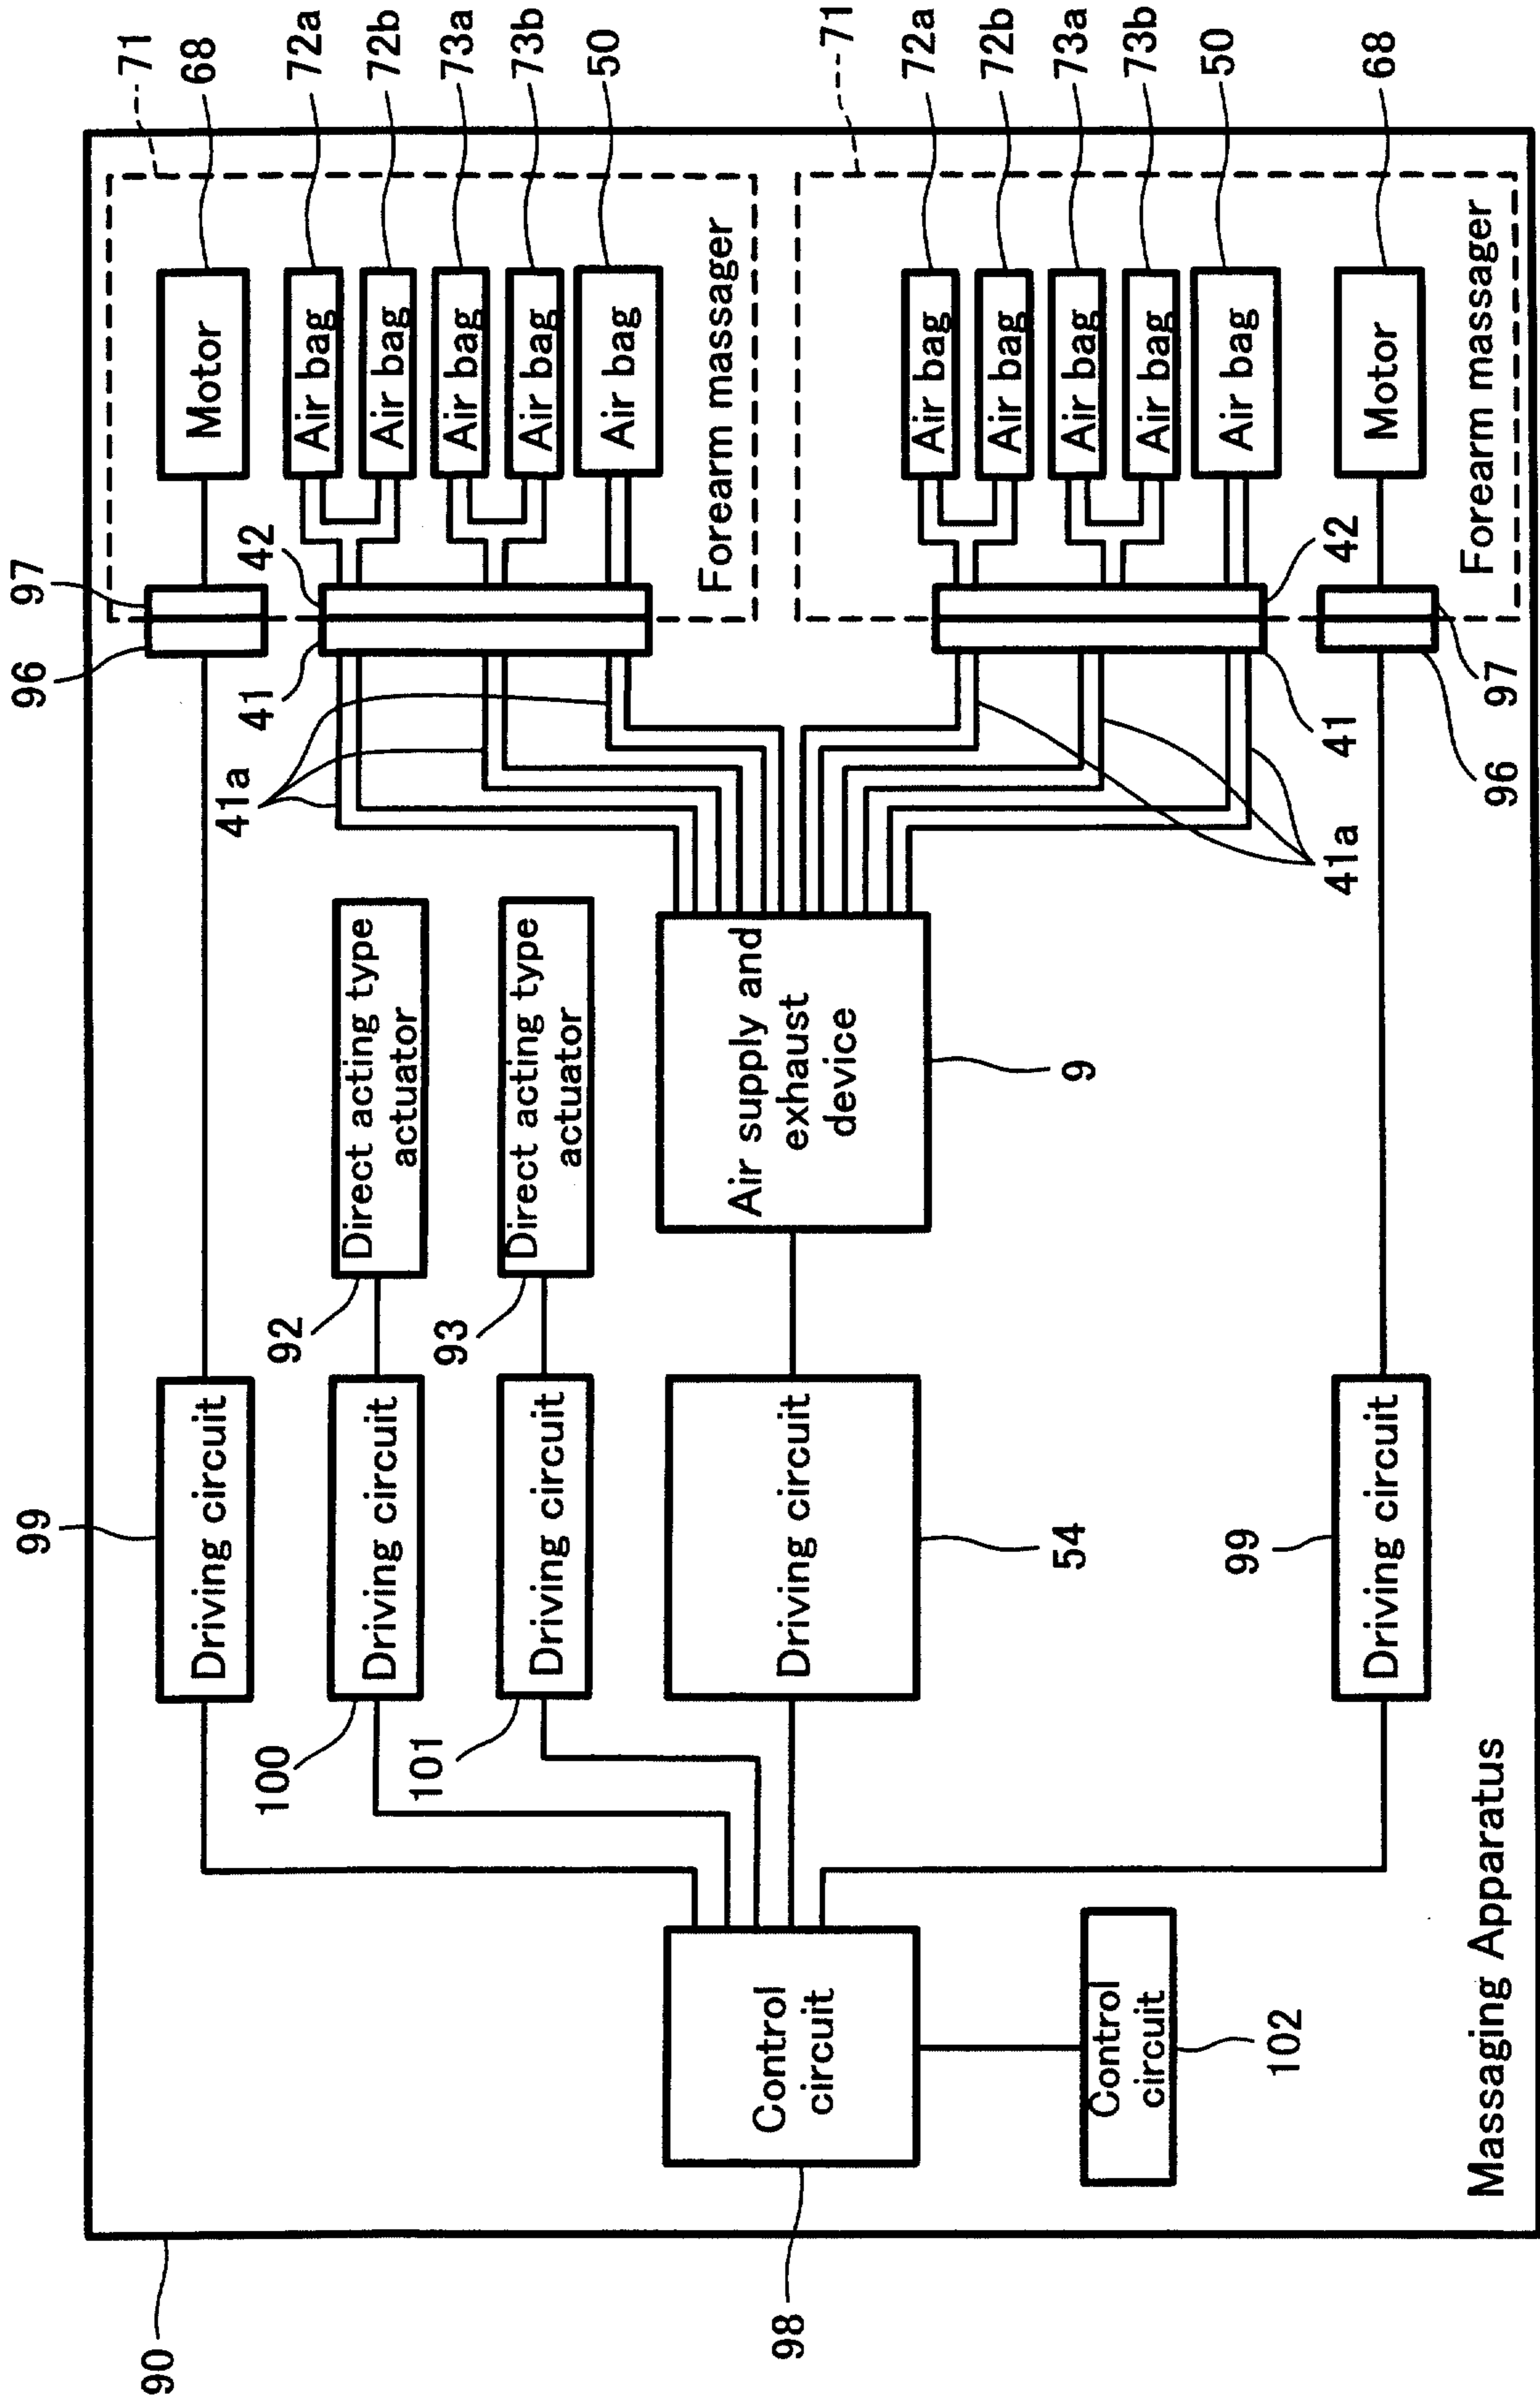 90
98
Control
circuit
102
Control
circuit
Massaging Apparatus
99
Driving circuit
100
Driving circuit
101
Driving circuit
54
Driving circuit
99
Driving circuit
92
Direct acting type
actuator
93
Direct acting type
actuator
9
Air supply and
exhaust
device
41a
41a
96
97
41
42
41
42
96
97
71
68
Motor
72a
Air bag
72b
Air bag
73a
Air bag
73b
Air bag
50
Air bag
Forearm massager
71
72a
Air bag
72b
Air bag
73a
Air bag
73b
Air bag
50
Air bag
68
Motor
Forearm massager